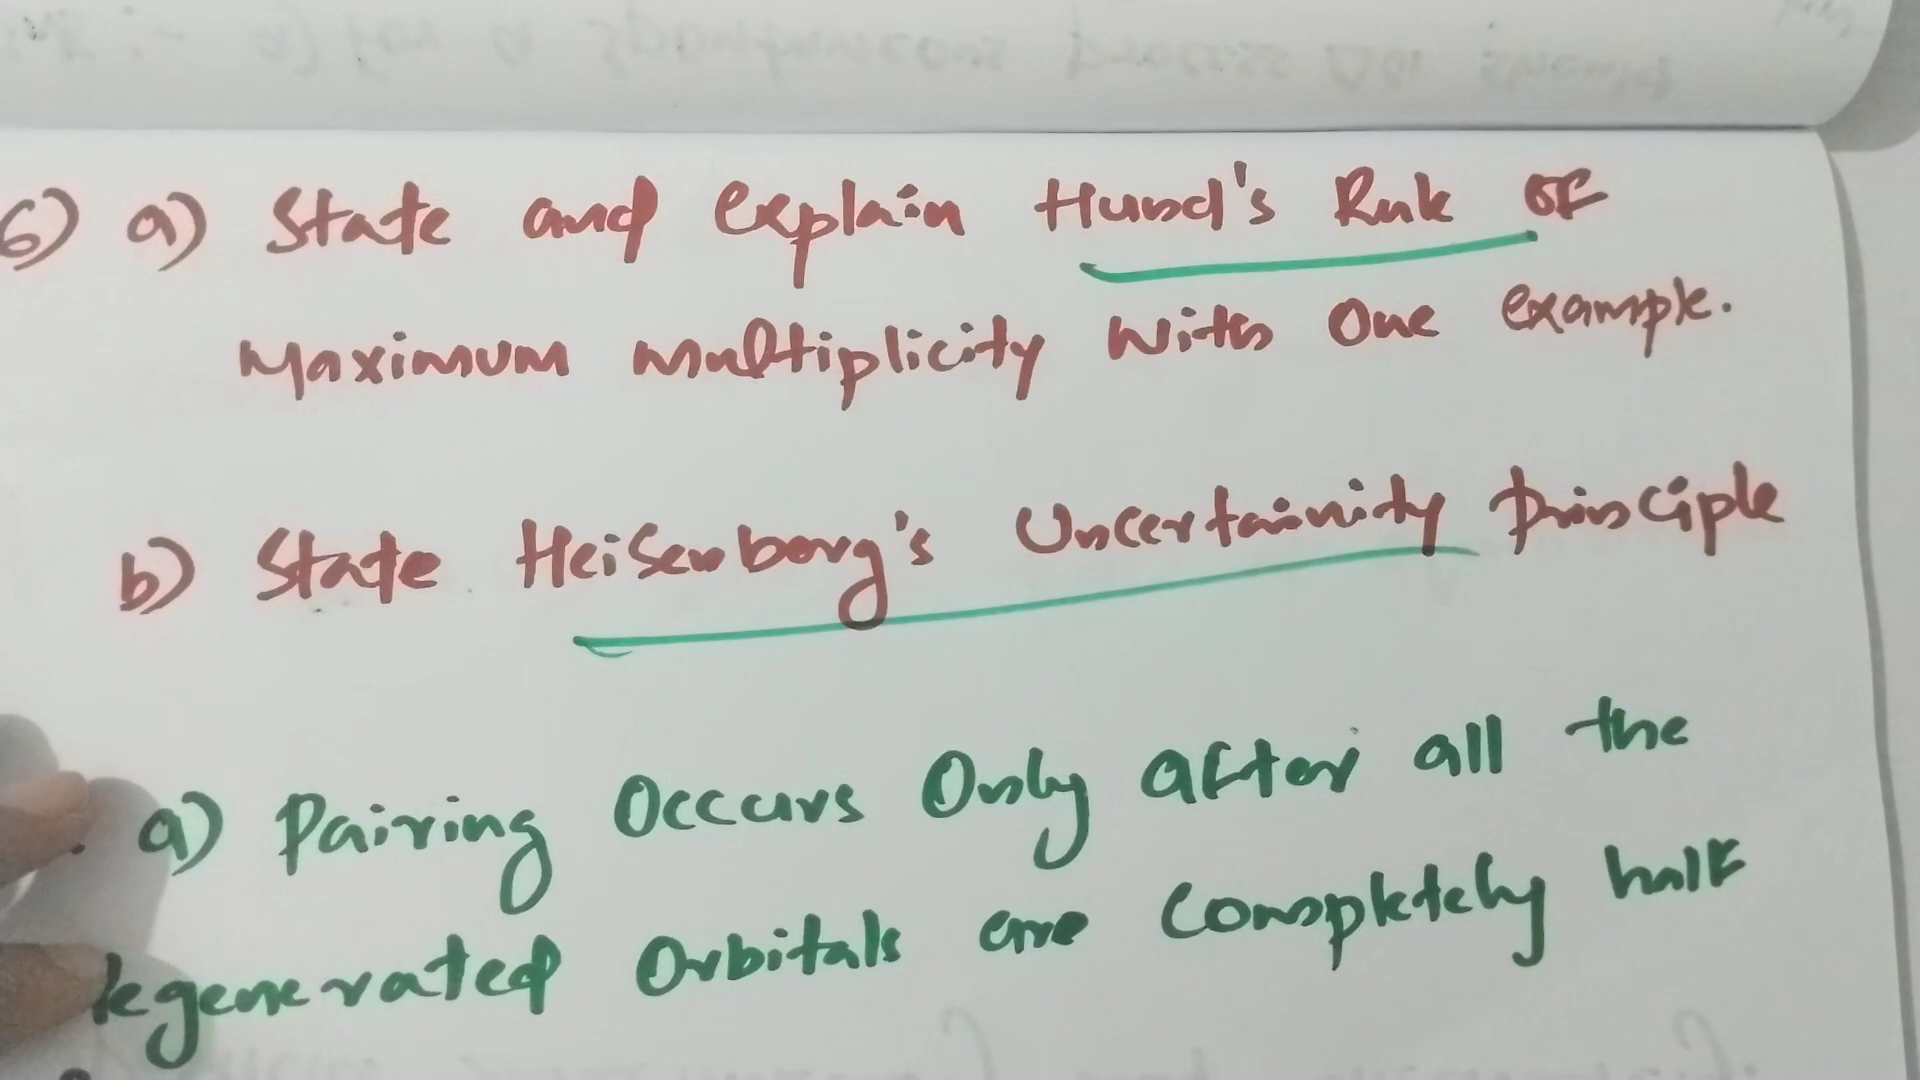 6) a) State and explain Hund's Rule of
Maximum multiplicity with one example.
b) State Heisenberg's Uncertainity principle
a) Pairing occurs only after all the
degenerated orbitals are completely half